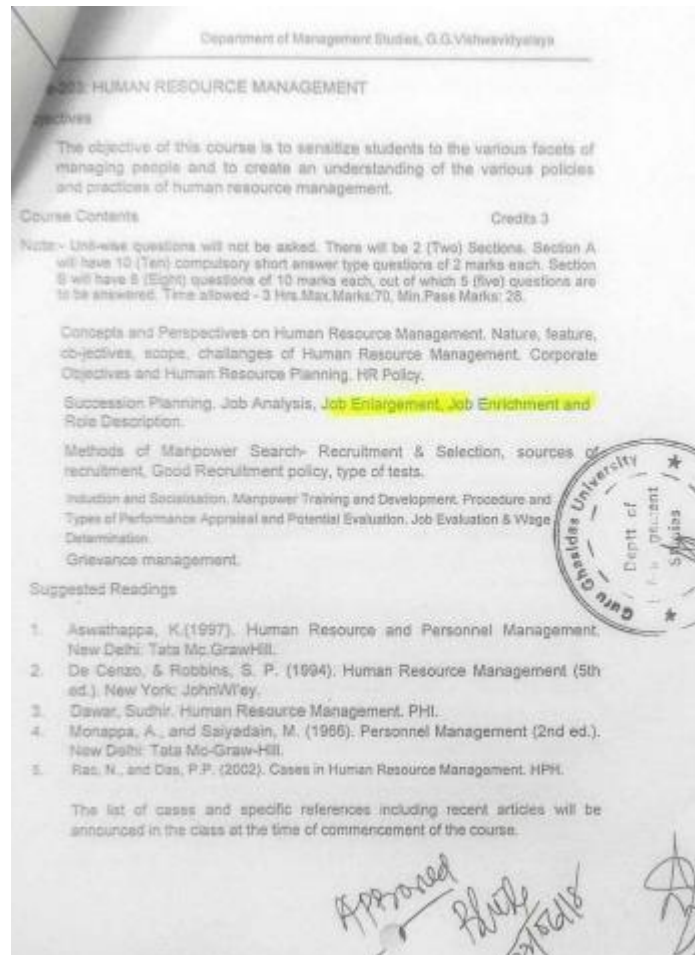 Department of Management Studies, G.G.Vishwavidyalaya
HUMAN RESOURCE MANAGEMENT
The objective of this course is to sensitize students to the various facets of
managing people and to create an understanding of the various policies
and practices of human resource management.
Course Contents Credits 3
Note:- Unit-wise questions will not be asked. There will be 2 (Two) Sections. Section A
will have 10 (Ten) compulsory short answer type questions of 2 marks each. Section
B will have 8 (Eight) questions of 10 marks each, out of which 5 (five) questions are
to be answered. Time allowed - 3 Hrs.Max.Marks:70, Min.Pass Marks: 28.
Concepts and Perspectives on Human Resource Management. Nature, feature,
objectives, scope, challanges of Human Resource Management. Corporate
Objectives and Human Resource Planning. HR Policy.
Succession Planning. Job Analysis, Job Enlargement, Job Enrichment and
Role Description.
Methods of Manpower Search- Recruitment & Selection, sources of
recruitment, Good Recruitment policy, type of tests.
Induction and Socialisation. Manpower Training and Development. Procedure and
Types of Performance Appraisal and Potential Evaluation. Job Evaluation & Wage
Determination.
Grievance management.
Suggested Readings
1. Aswathappa, K.(1997). Human Resource and Personnel Management.
New Delhi: Tata Mc.GrawHill.
2. De Cenzo, & Robbins, S. P. (1994). Human Resource Management (5th
ed.). New York: JohnWiley.
3. Dawar, Sudhir. Human Resource Management. PHI.
4. Monappa, A., and Saiyadain, M. (1966). Personnel Management (2nd ed.).
New Delhi: Tata Mc-Graw-Hill.
5. Rao, N., and Das, P.P. (2002). Cases in Human Resource Management. HPH.
The list of cases and specific references including recent articles will be
announced in the class at the time of commencement of the course.
Guru Ghasidas University
Deptt of
Studies
Approved